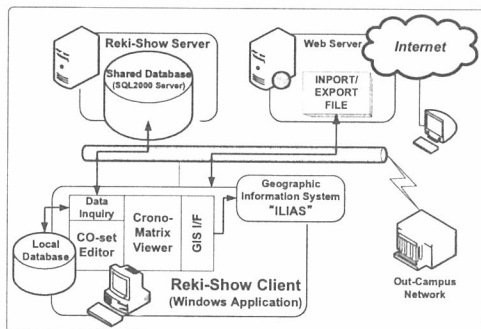 Reki-Show Server
Shared Database
(SQL2000 Server)
Web Server
INPORT/
EXPORT
FILE
Internet
Data
Inquiry
CO-set
Editor
Crono-
Matrix
Viewer
GIS I/F
Geographic
Information System
"ILIAS"
Local
Database
Reki-Show Client
(Windows Application)
Out-Campus
Network